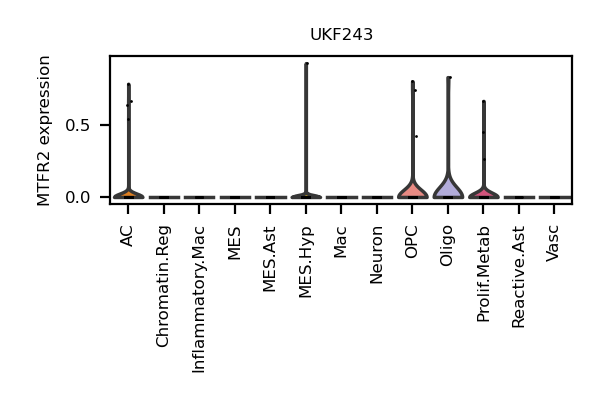 UKF243
MTFR2 expression
0.5
0.0
AC
Chromatin.Reg
Inflammatory.Mac
MES
MES.Ast
MES.Hyp
Mac
Neuron
OPC
Oligo
Prolif.Metab
Reactive.Ast
Vasc